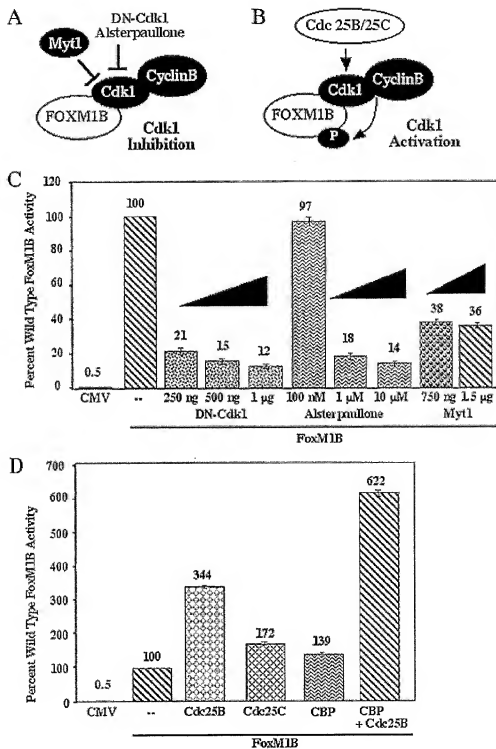 A
DN-Cdk1
Alsterpaullone
Myt1
Cdk1
CyclinB
FOXM1B
Cdk1
Inhibition
B
Cdc 25B/25C
Cdk1
CyclinB
FOXM1B
P
Cdk1
Activation
C
Percent Wild Type FoxM1B Activity
120
100
80
60
40
20
0
0.5
100
21
15
12
97
18
14
38
36
CMV
--
250 ng
500 ng
1 µg
100 nM
1 µM
10 µM
750 ng
1.5 µg
DN-Cdk1
Alsterpaullone
Myt1
FoxM1B
D
Percent Wild Type FoxM1B Activity
700
600
500
400
300
200
100
0
0.5
100
344
172
139
622
CMV
--
Cdc25B
Cdc25C
CBP
CBP
+ Cdc25B
FoxM1B